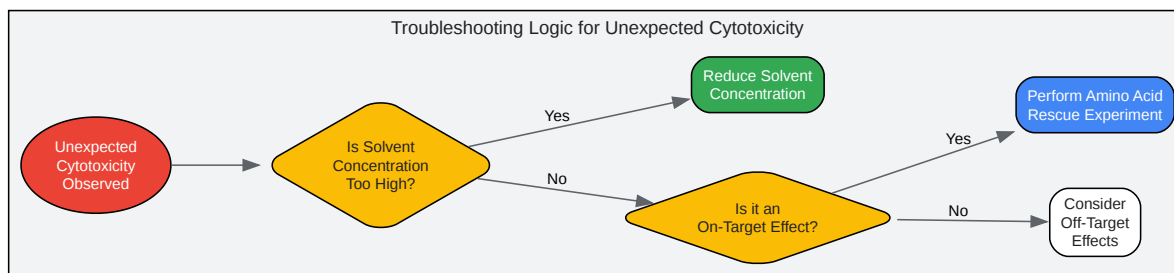 Troubleshooting Logic for Unexpected Cytotoxicity
Unexpected
Cytotoxicity
Observed
Is Solvent
Concentration
Too High?
Yes
Reduce Solvent
Concentration
No
Is it an
On-Target Effect?
Yes
Perform Amino Acid
Rescue Experiment
No
Consider
Off-Target
Effects